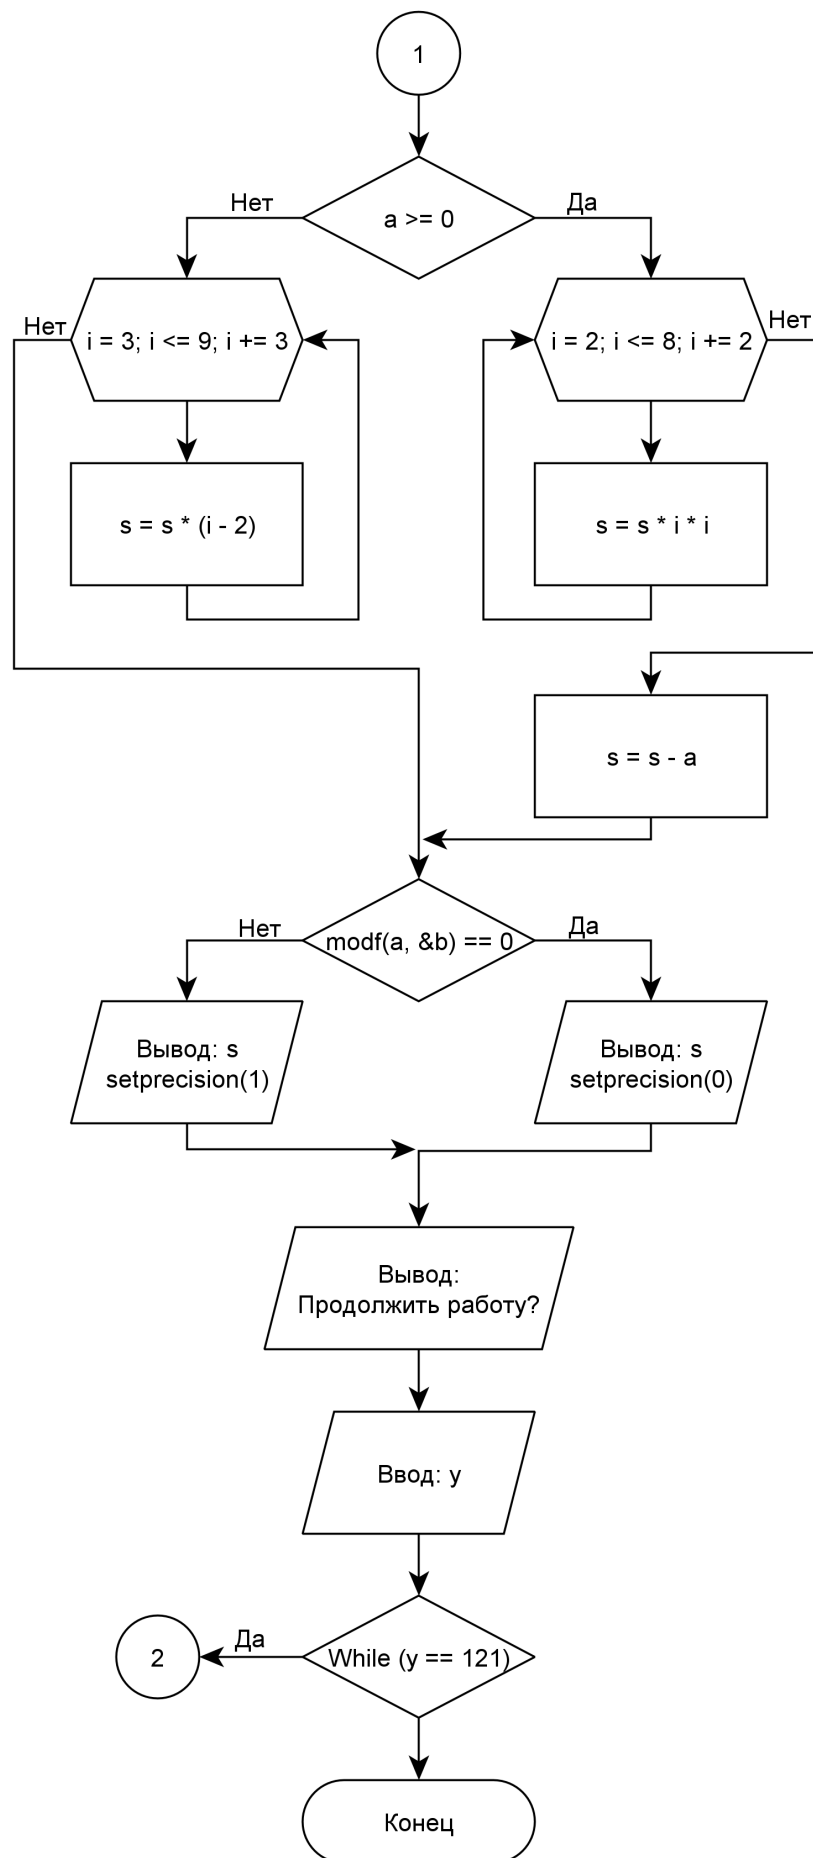 1
a >= 0
Нет
Да
Нет
i = 3; i <= 9; i += 3
i = 2; i <= 8; i += 2
Нет
s = s * (i - 2)
s = s * i * i
s = s - a
modf(a, &b) == 0
Нет
Да
Вывод: s
setprecision(1)
Вывод: s
setprecision(0)
Вывод:
Продолжить работу?
Ввод: y
While (y == 121)
Да
2
Конец